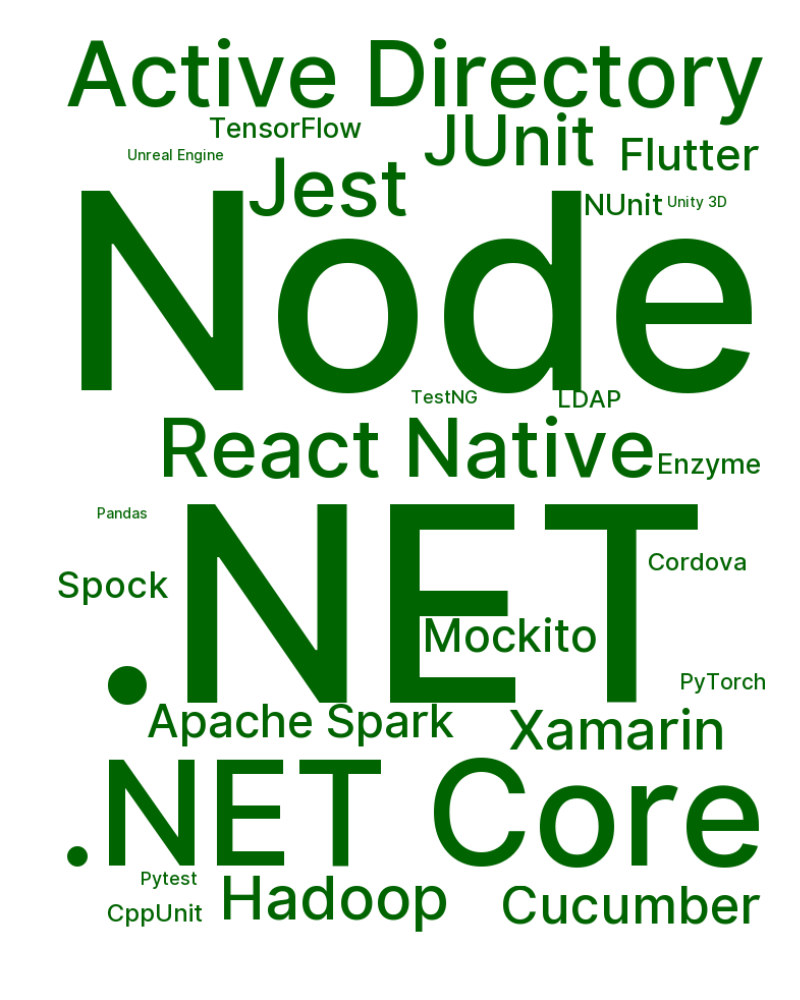 Active Directory
TensorFlow
JUnit
Flutter
Unreal Engine
Jest
NUnit
Unity 3D
Node
TestNG
LDAP
React Native
Enzyme
Pandas
.NET
Cordova
Spock
Mockito
PyTorch
Apache Spark
Xamarin
.NET Core
Pytest
Hadoop
Cucumber
CppUnit